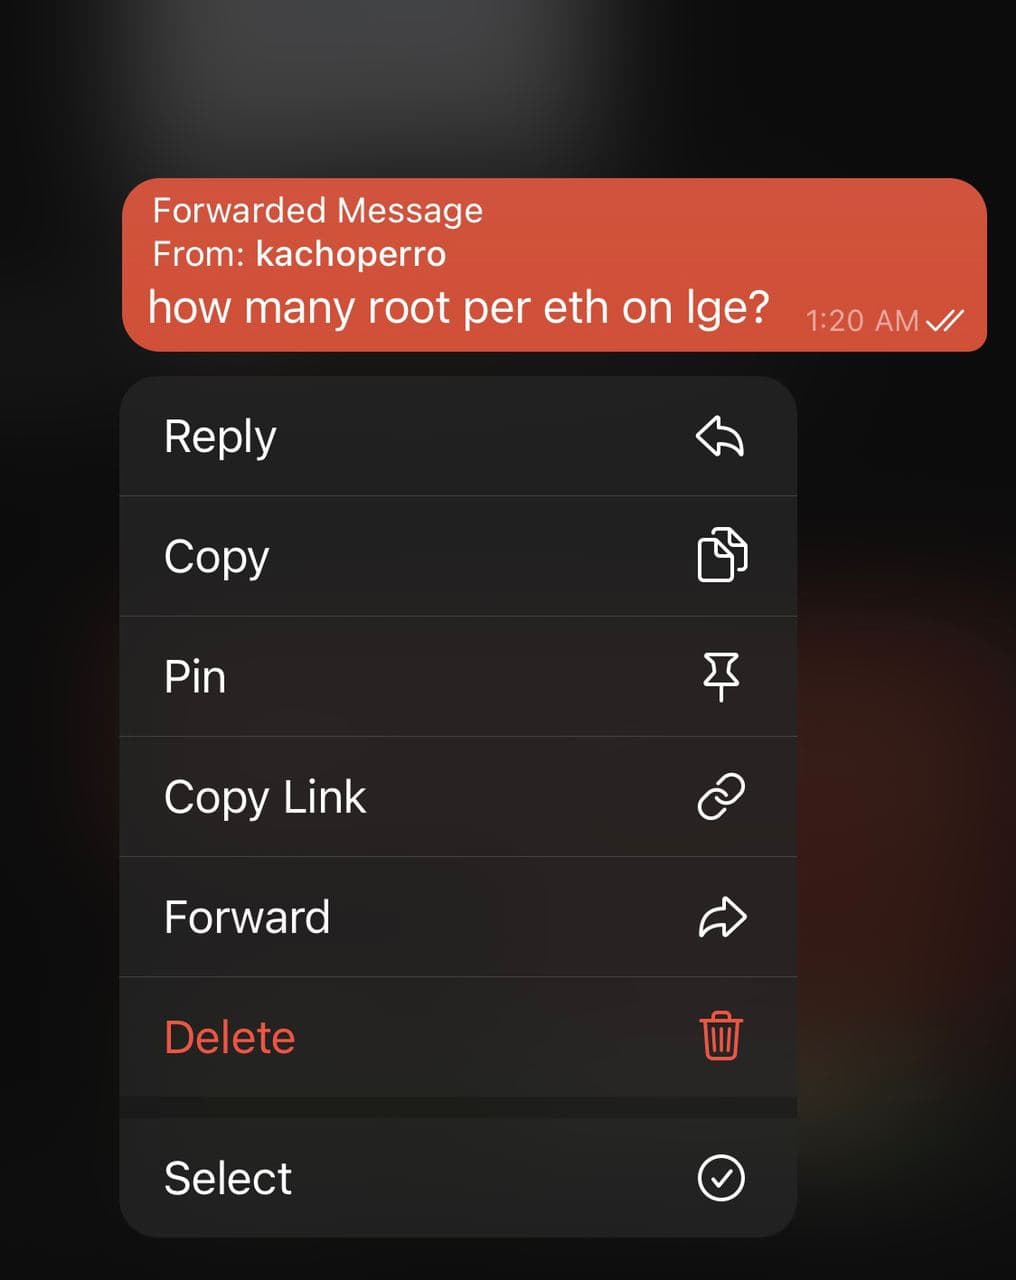 Forwarded Message
From: kachoperro
how many root per eth on lge?
1:20 AM
Reply
Copy
Pin
Copy Link
Forward
Delete
Select